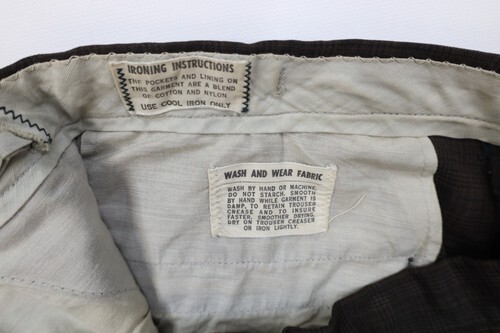 IRONING INSTRUCTIONS
THE POCKETS AND LINING ON
THIS GARMENT ARE A BLEND
OF COTTON AND NYLON.
USE COOL IRON ONLY
WASH AND WEAR FABRIC
WASH BY HAND OR MACHINE
DO NOT STARCH. SMOOTH
BY HAND WHILE GARMENT IS
DAMP, TO RETAIN TROUSER
CREASE AND TO INSURE
FASTER, SMOOTHER DRYING,
DRY ON TROUSER CREASER
OR IRON LIGHTLY.